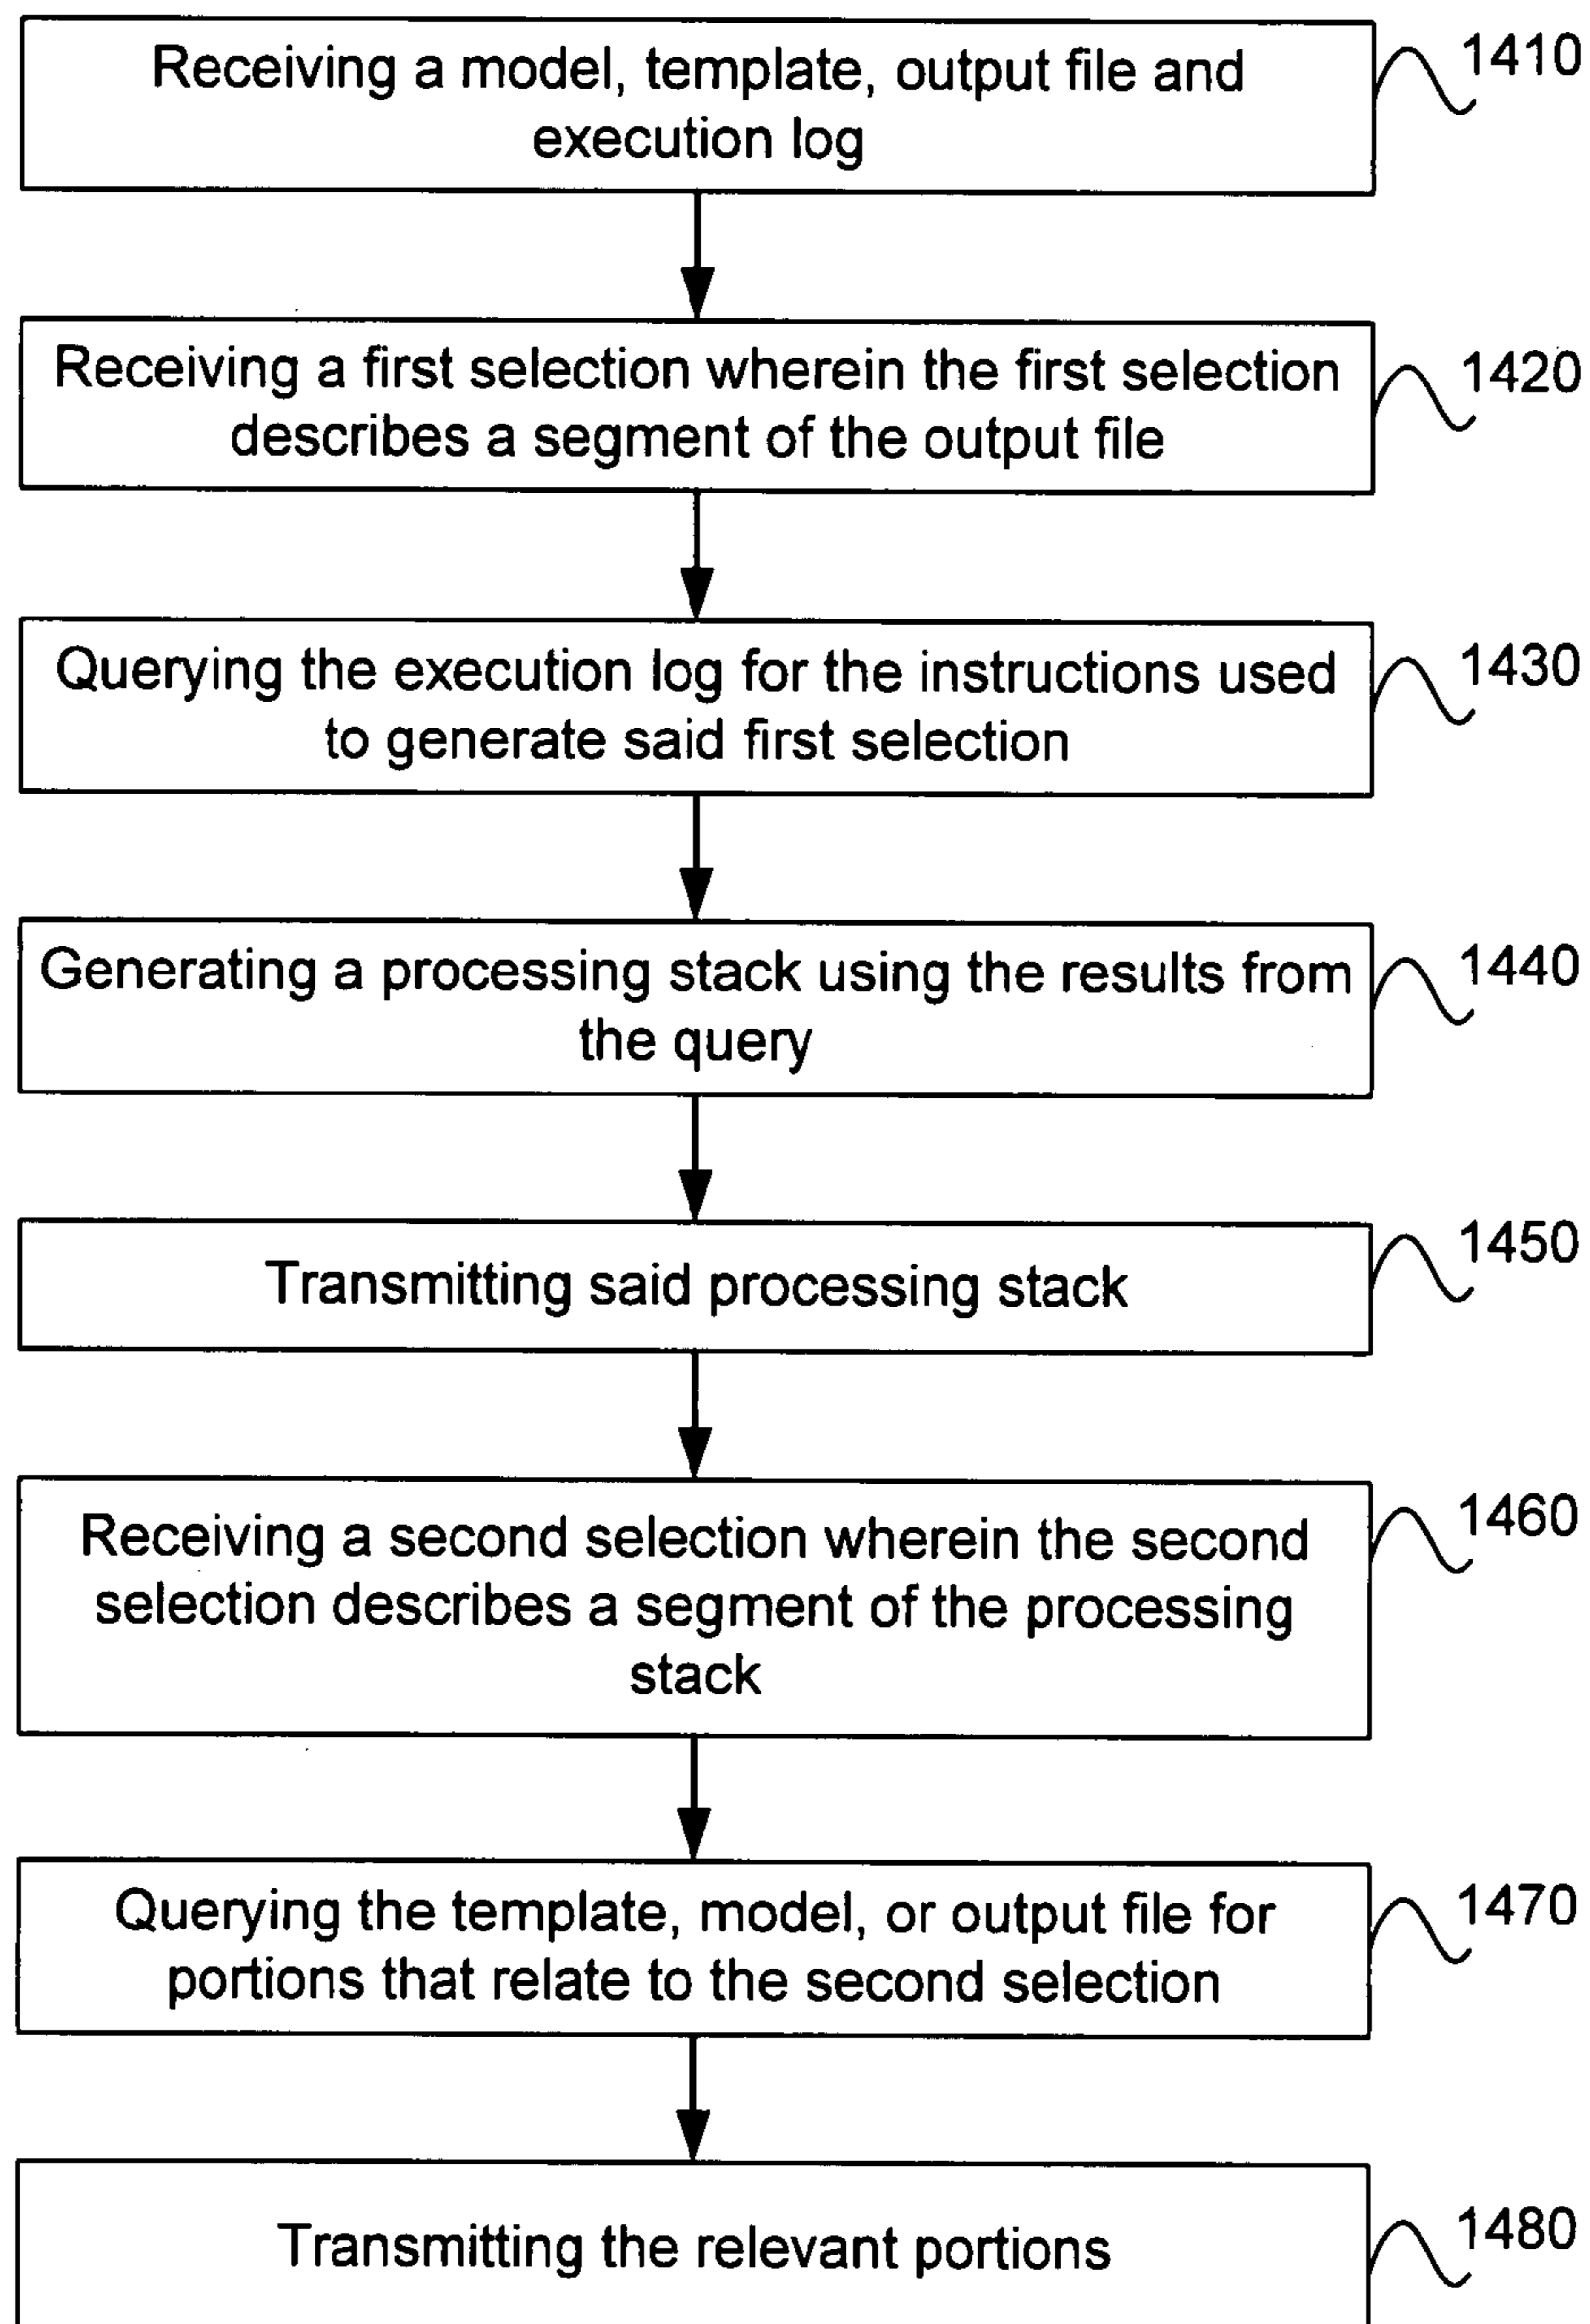 Receiving a model, template, output file and
execution log
1410
Receiving a first selection wherein the first selection
describes a segment of the output file
1420
Querying the execution log for the instructions used
to generate said first selection
1430
Generating a processing stack using the results from
the query
1440
Transmitting said processing stack
1450
Receiving a second selection wherein the second
selection describes a segment of the processing
stack
1460
Querying the template, model, or output file for
portions that relate to the second selection
1470
Transmitting the relevant portions
1480